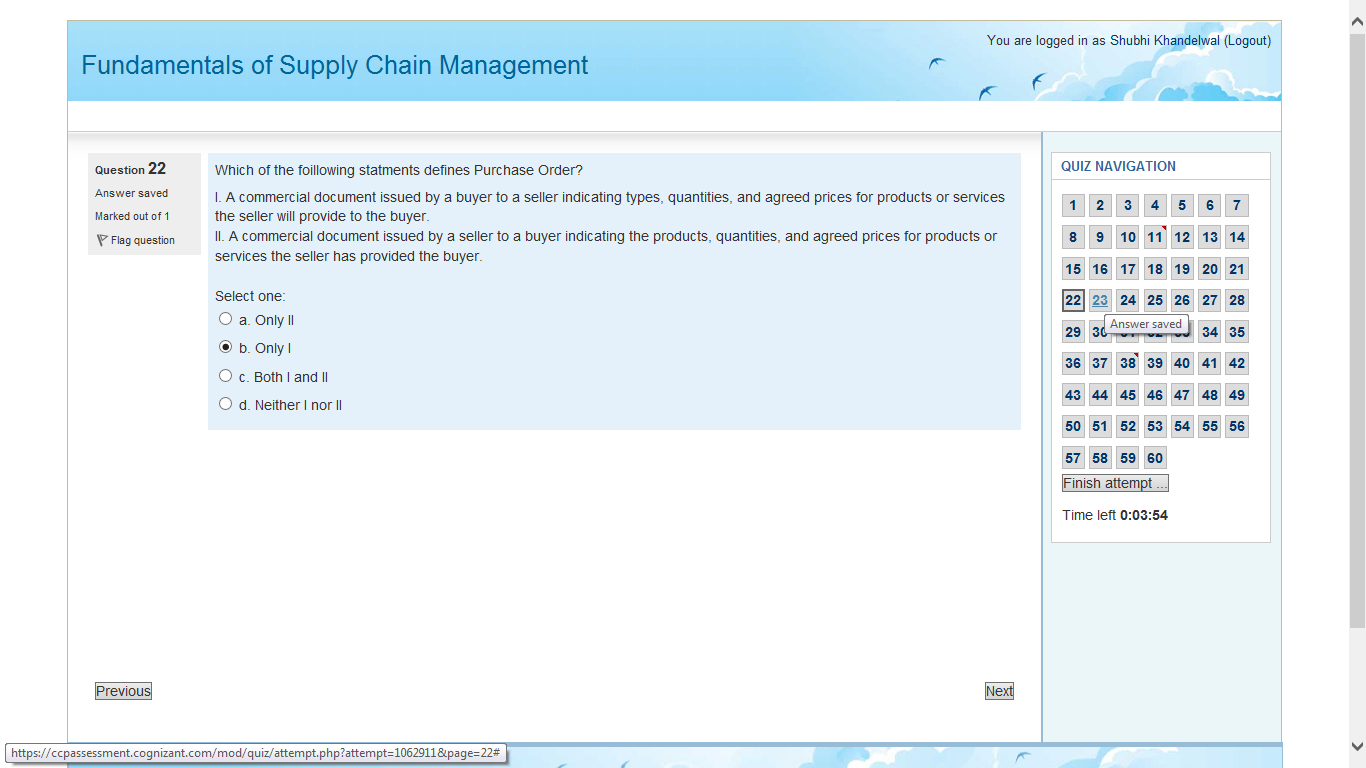 You are logged in as Shubhi Khandelwal (Logout)
Fundamentals of Supply Chain Management
Question 22
Answer saved
Marked out of 1
Flag question
Which of the foillowing statments defines Purchase Order?
I. A commercial document issued by a buyer to a seller indicating types, quantities, and agreed prices for products or services
the seller will provide to the buyer.
II. A commercial document issued by a seller to a buyer indicating the products, quantities, and agreed prices for products or
services the seller has provided the buyer.
Select one:
a. Only II
b. Only I
c. Both I and II
d. Neither I nor II
Previous
Next
QUIZ NAVIGATION
1 2 3 4 5 6 7
8 9 10 11 12 13 14
15 16 17 18 19 20 21
22 23 24 25 26 27 28
29 30 34 35
Answer saved
36 37 38 39 40 41 42
43 44 45 46 47 48 49
50 51 52 53 54 55 56
57 58 59 60
Finish attempt ...
Time left 0:03:54
https://ccpassessment.cognizant.com/mod/quiz/attempt.php?attempt=1062911&page=22#